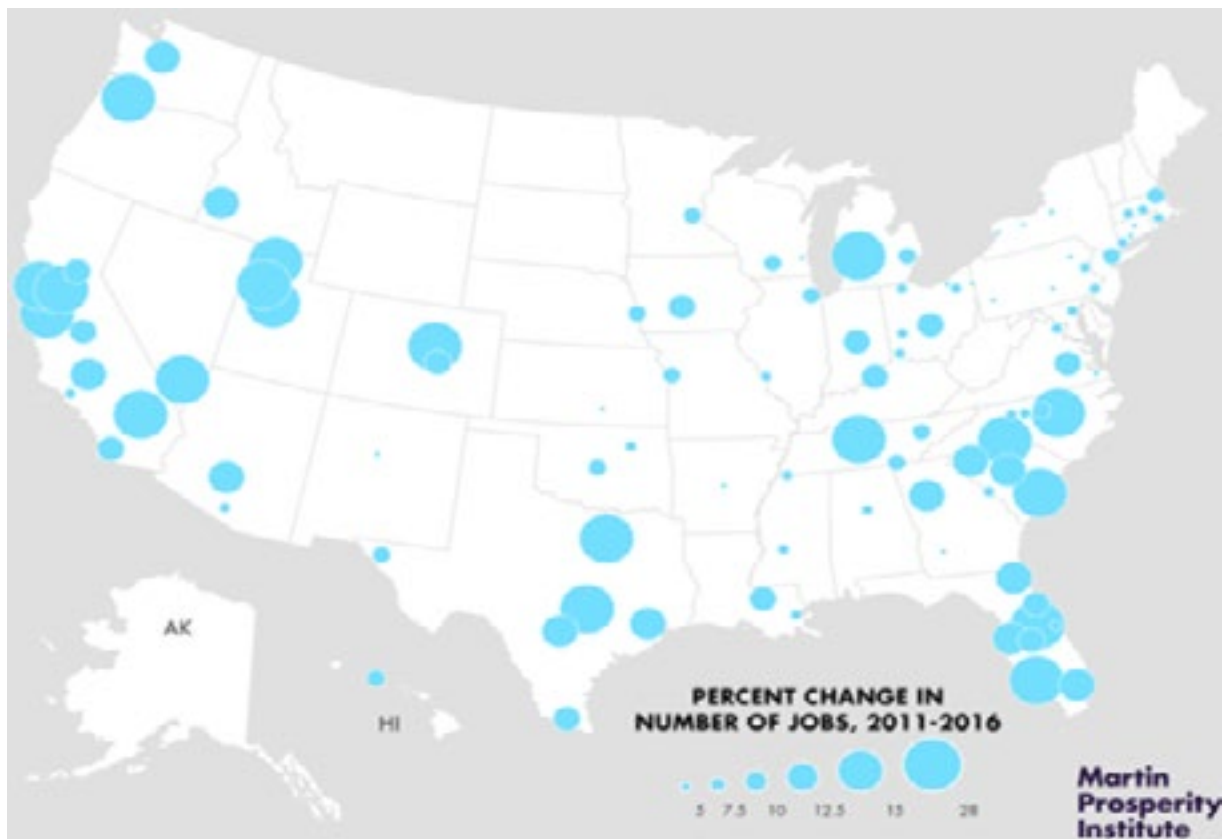 AK
HI
PERCENT CHANGE IN
NUMBER OF JOBS, 2011-2016
5 7.5 10 12.5 15 28
Martin
Prosperity
Institute